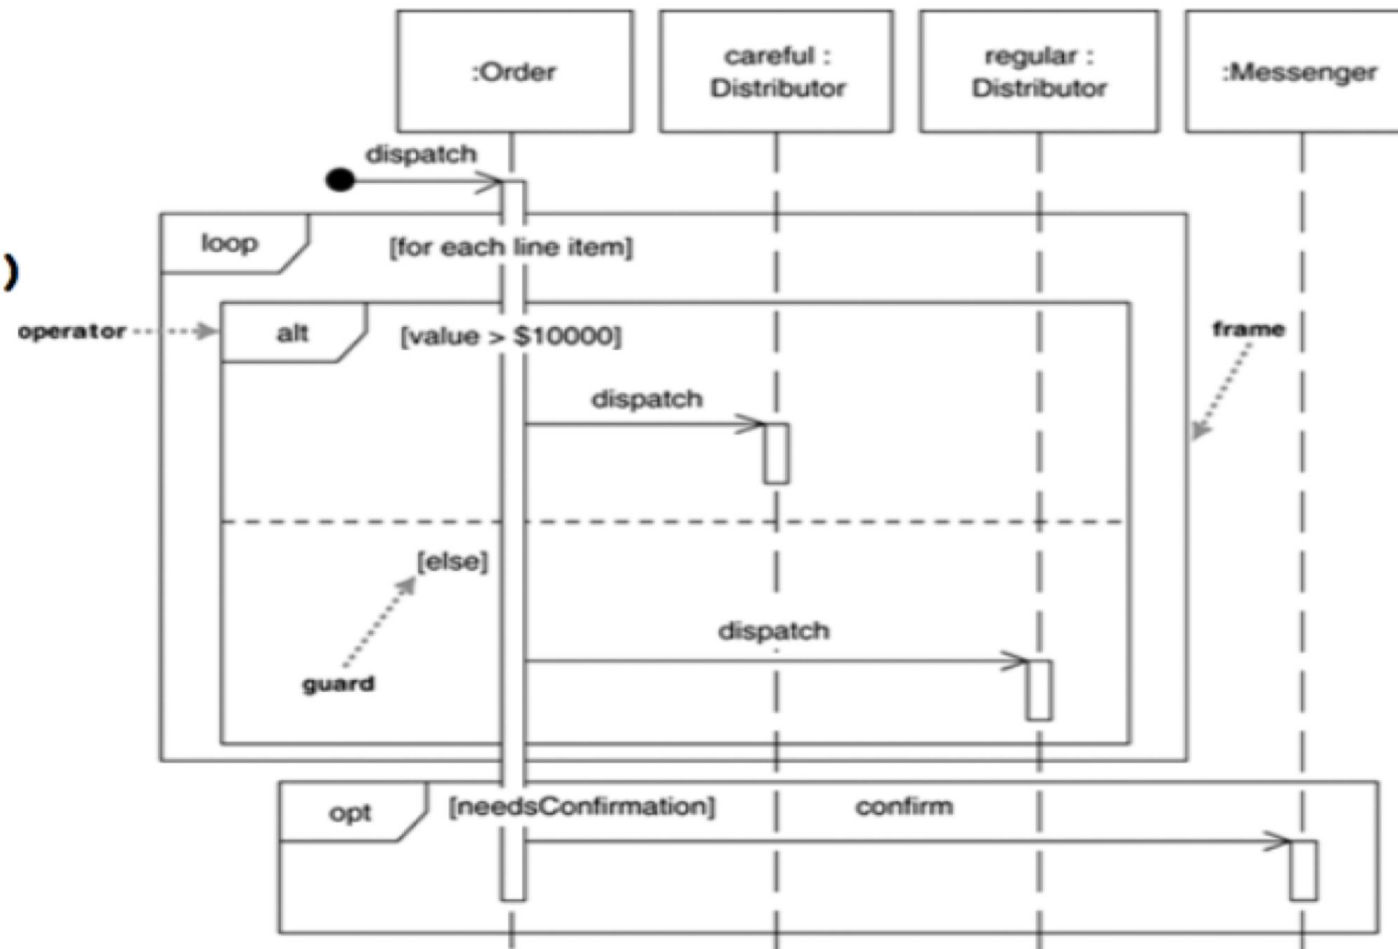 :Order
careful :
Distributor
regular :
Distributor
:Messenger
dispatch
loop
[for each line item]
)
operator
alt
[value > $10000]
frame
dispatch
[else]
dispatch
guard
opt
[needsConfirmation]
confirm